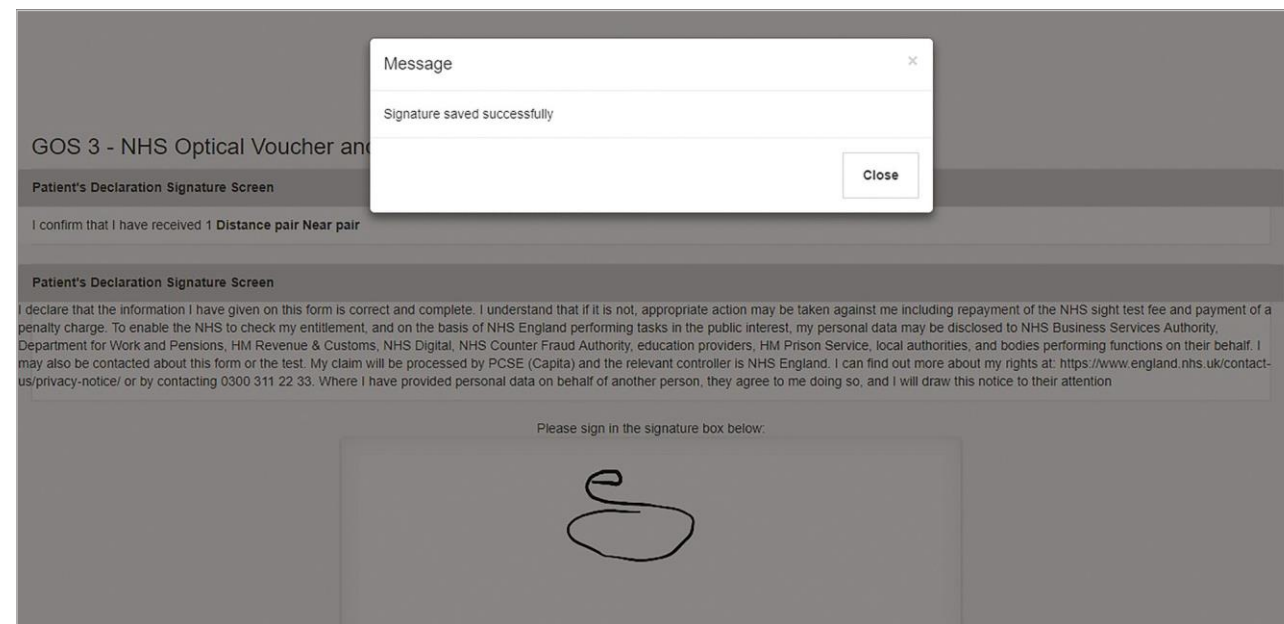 Message ×
Signature saved successfully
Close
GOS 3 - NHS Optical Voucher and
Patient's Declaration Signature Screen
I confirm that I have received 1 Distance pair Near pair
Patient's Declaration Signature Screen
I declare that the information I have given on this form is correct and complete. I understand that if it is not, appropriate action may be taken against me including repayment of the NHS sight test fee and payment of a
penalty charge. To enable the NHS to check my entitlement, and on the basis of NHS England performing tasks in the public interest, my personal data may be disclosed to NHS Business Services Authority,
Department for Work and Pensions, HM Revenue & Customs, NHS Digital, NHS Counter Fraud Authority, education providers, HM Prison Service, local authorities, and bodies performing functions on their behalf. I
may also be contacted about this form or the test. My claim will be processed by PCSE (Capita) and the relevant controller is NHS England. I can find out more about my rights at: https://www.england.nhs.uk/contact-
us/privacy-notice/ or by contacting 0300 311 22 33. Where I have provided personal data on behalf of another person, they agree to me doing so, and I will draw this notice to their attention
Please sign in the signature box below: